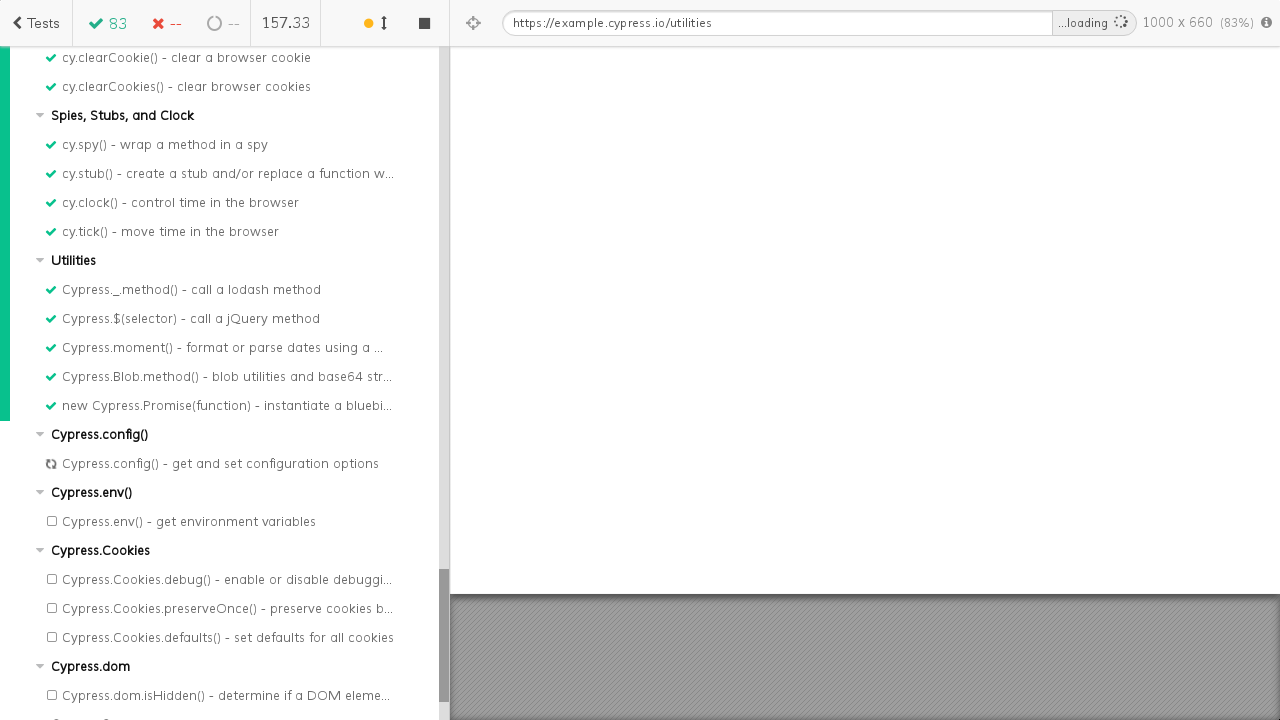 Tests 83 -- -- 157.33 https://example.cypress.io/utilities ...loading 1000 x 660 (83%)
cy.clearCookie() - clear a browser cookie
cy.clearCookies() - clear browser cookies
Spies, Stubs, and Clock
cy.spy() - wrap a method in a spy
cy.stub() - create a stub and/or replace a function w...
cy.clock() - control time in the browser
cy.tick() - move time in the browser
Utilities
Cypress._.method() - call a lodash method
Cypress.$(selector) - call a jQuery method
Cypress.moment() - format or parse dates using a ...
Cypress.Blob.method() - blob utilities and base64 str...
new Cypress.Promise(function) - instantiate a bluebi...
Cypress.config()
Cypress.config() - get and set configuration options
Cypress.env()
Cypress.env() - get environment variables
Cypress.Cookies
Cypress.Cookies.debug() - enable or disable debuggi...
Cypress.Cookies.preserveOnce() - preserve cookies b...
Cypress.Cookies.defaults() - set defaults for all cookies
Cypress.dom
Cypress.dom.isHidden() - determine if a DOM eleme...